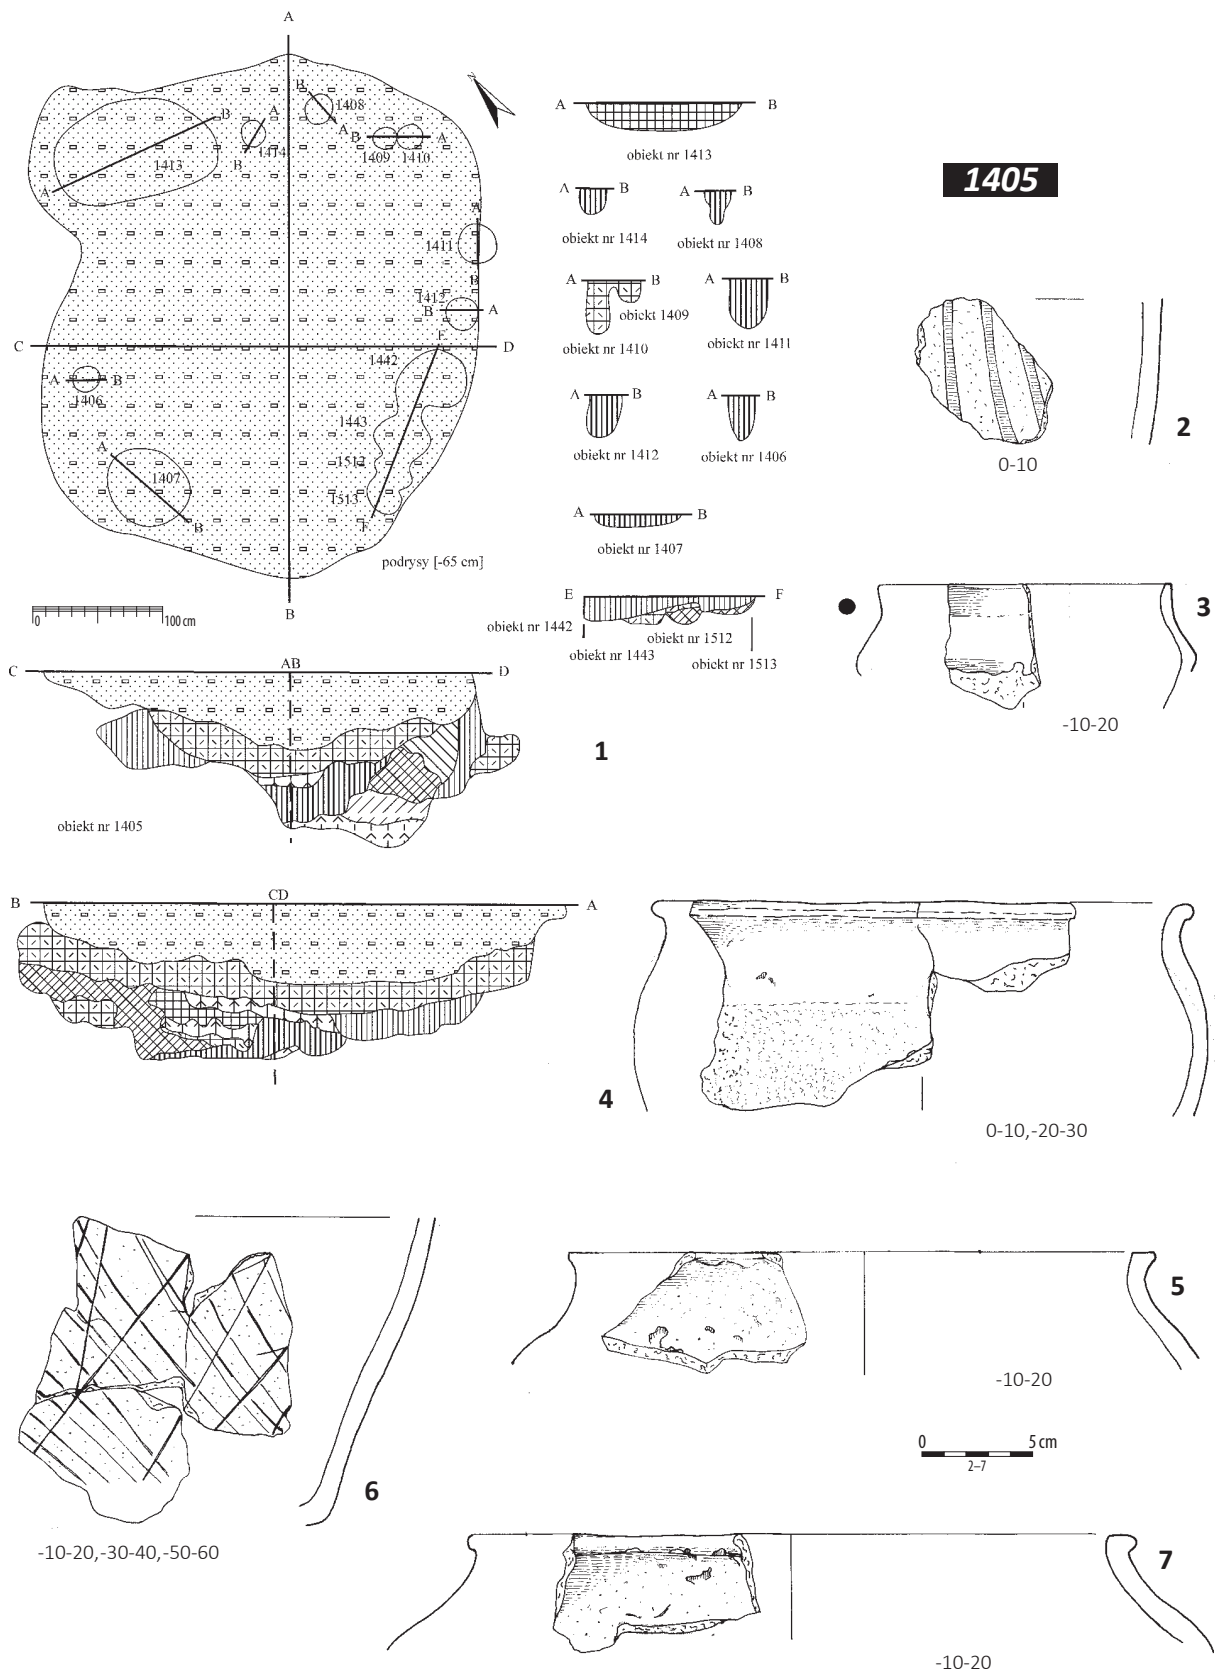 A
B
1408
A
B
A
1414
B
B
A
1409
1410
1413
A
A
1411
B
1412
B
A
E
C
D
1442
A
B
1406
1443
A
1512
1407
1513
B
F
podrysy [-65 cm]
0
100 cm
B
A
B
obiekt nr 1413
A
B
obiekt nr 1414
A
B
obiekt nr 1408
A
B
obiekt 1409
obiekt nr 1410
A
B
obiekt nr 1411
A
B
obiekt nr 1412
A
B
obiekt nr 1406
A
B
obiekt nr 1407
E
F
obiekt nr 1442
obiekt nr 1512
obiekt nr 1443
obiekt nr 1513
1405
2
0-10
3
-10-20
C
AB
D
1
obiekt nr 1405
B
CD
A
4
0-10,-20-30
5
-10-20
0
5 cm
2–7
6
-10-20,-30-40,-50-60
7
-10-20